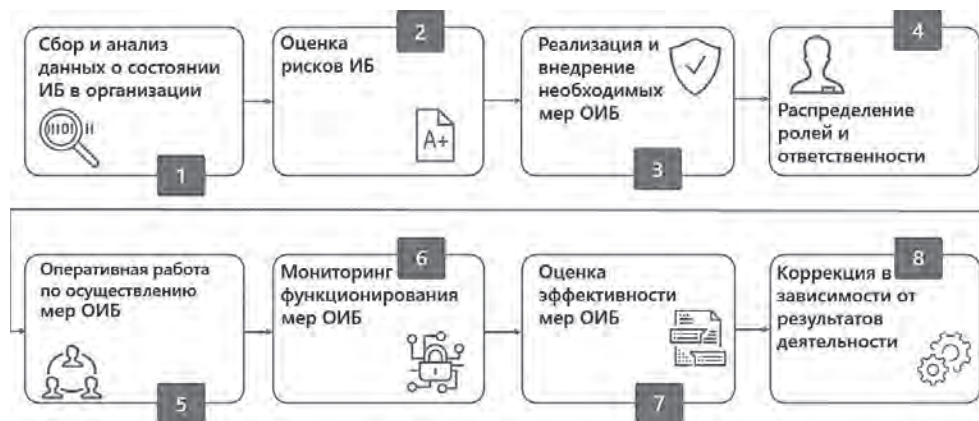 Сбор и анализ
данных о состоянии
ИБ в организации
11101 11
1
Оценка
рисков ИБ
2
A+
Реализация и
внедрение
необходимых
мер ОИБ
3
4
Распределение
ролей и
ответственности
Оперативная работа
по осуществлению
мер ОИБ
5
Мониторинг
функционирования
мер ОИБ
6
Оценка
эффективности
мер ОИБ
7
Коррекция в
зависимости от
результатов
деятельности
8